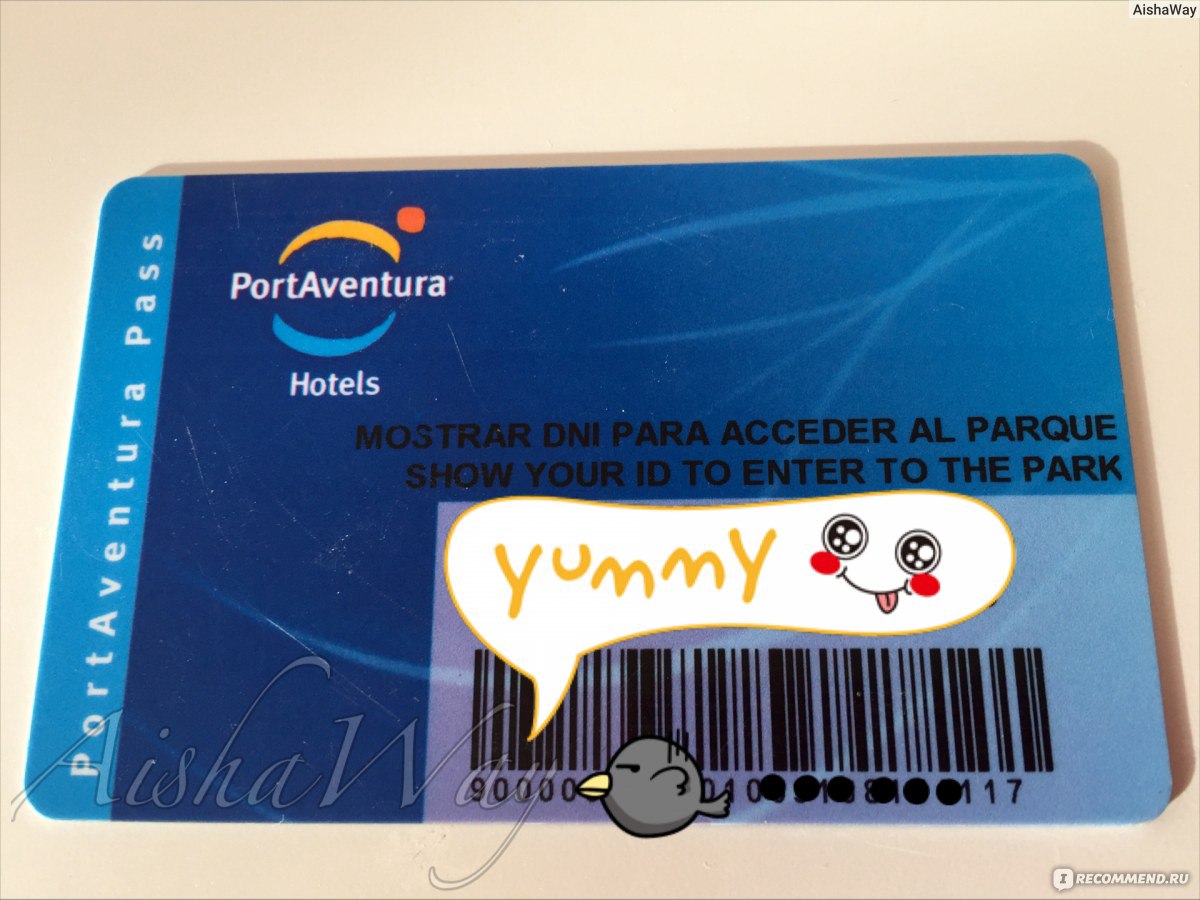 AishaWay
PortAventura Pass
PortAventura
Hotels
MOSTRAR DNI PARA ACCEDER AL PARQUE
SHOW YOUR ID TO ENTER TO THE PARK
yummy
AishaWay
I RECOMMEND.RU